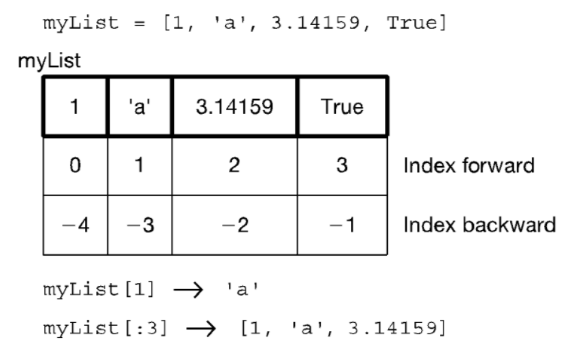 myList = [1, 'a', 3.14159, True]
myList
1 'a' 3.14159 True
0 1 2 3 Index forward
−4 −3 −2 −1 Index backward
myList[1] → 'a'
myList[:3] → [1, 'a', 3.14159]